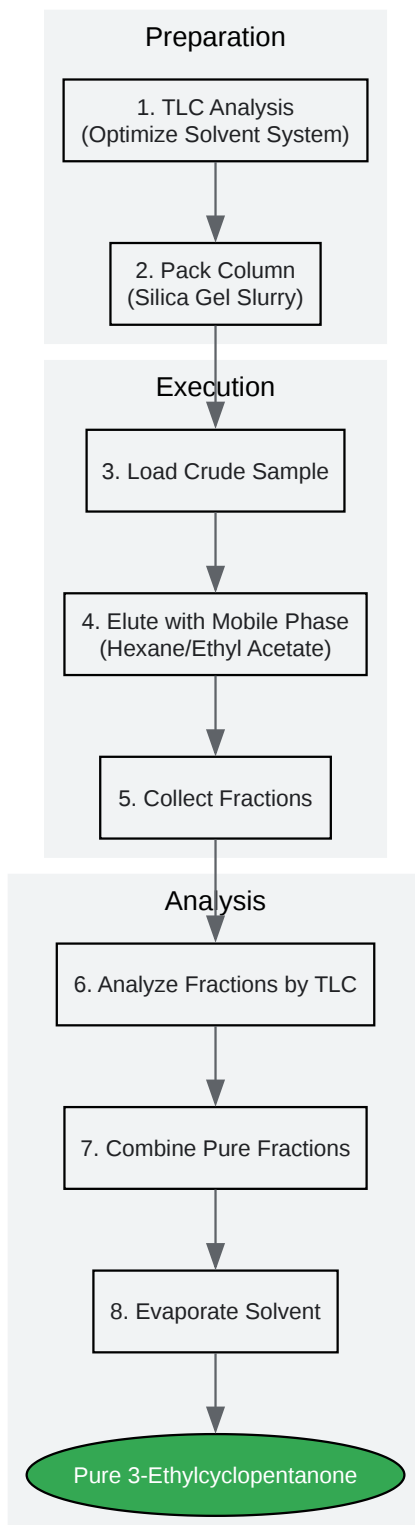 Preparation
1. TLC Analysis
(Optimize Solvent System)
2. Pack Column
(Silica Gel Slurry)
Execution
3. Load Crude Sample
4. Elute with Mobile Phase
(Hexane/Ethyl Acetate)
5. Collect Fractions
Analysis
6. Analyze Fractions by TLC
7. Combine Pure Fractions
8. Evaporate Solvent
Pure 3-Ethylcyclopentanone